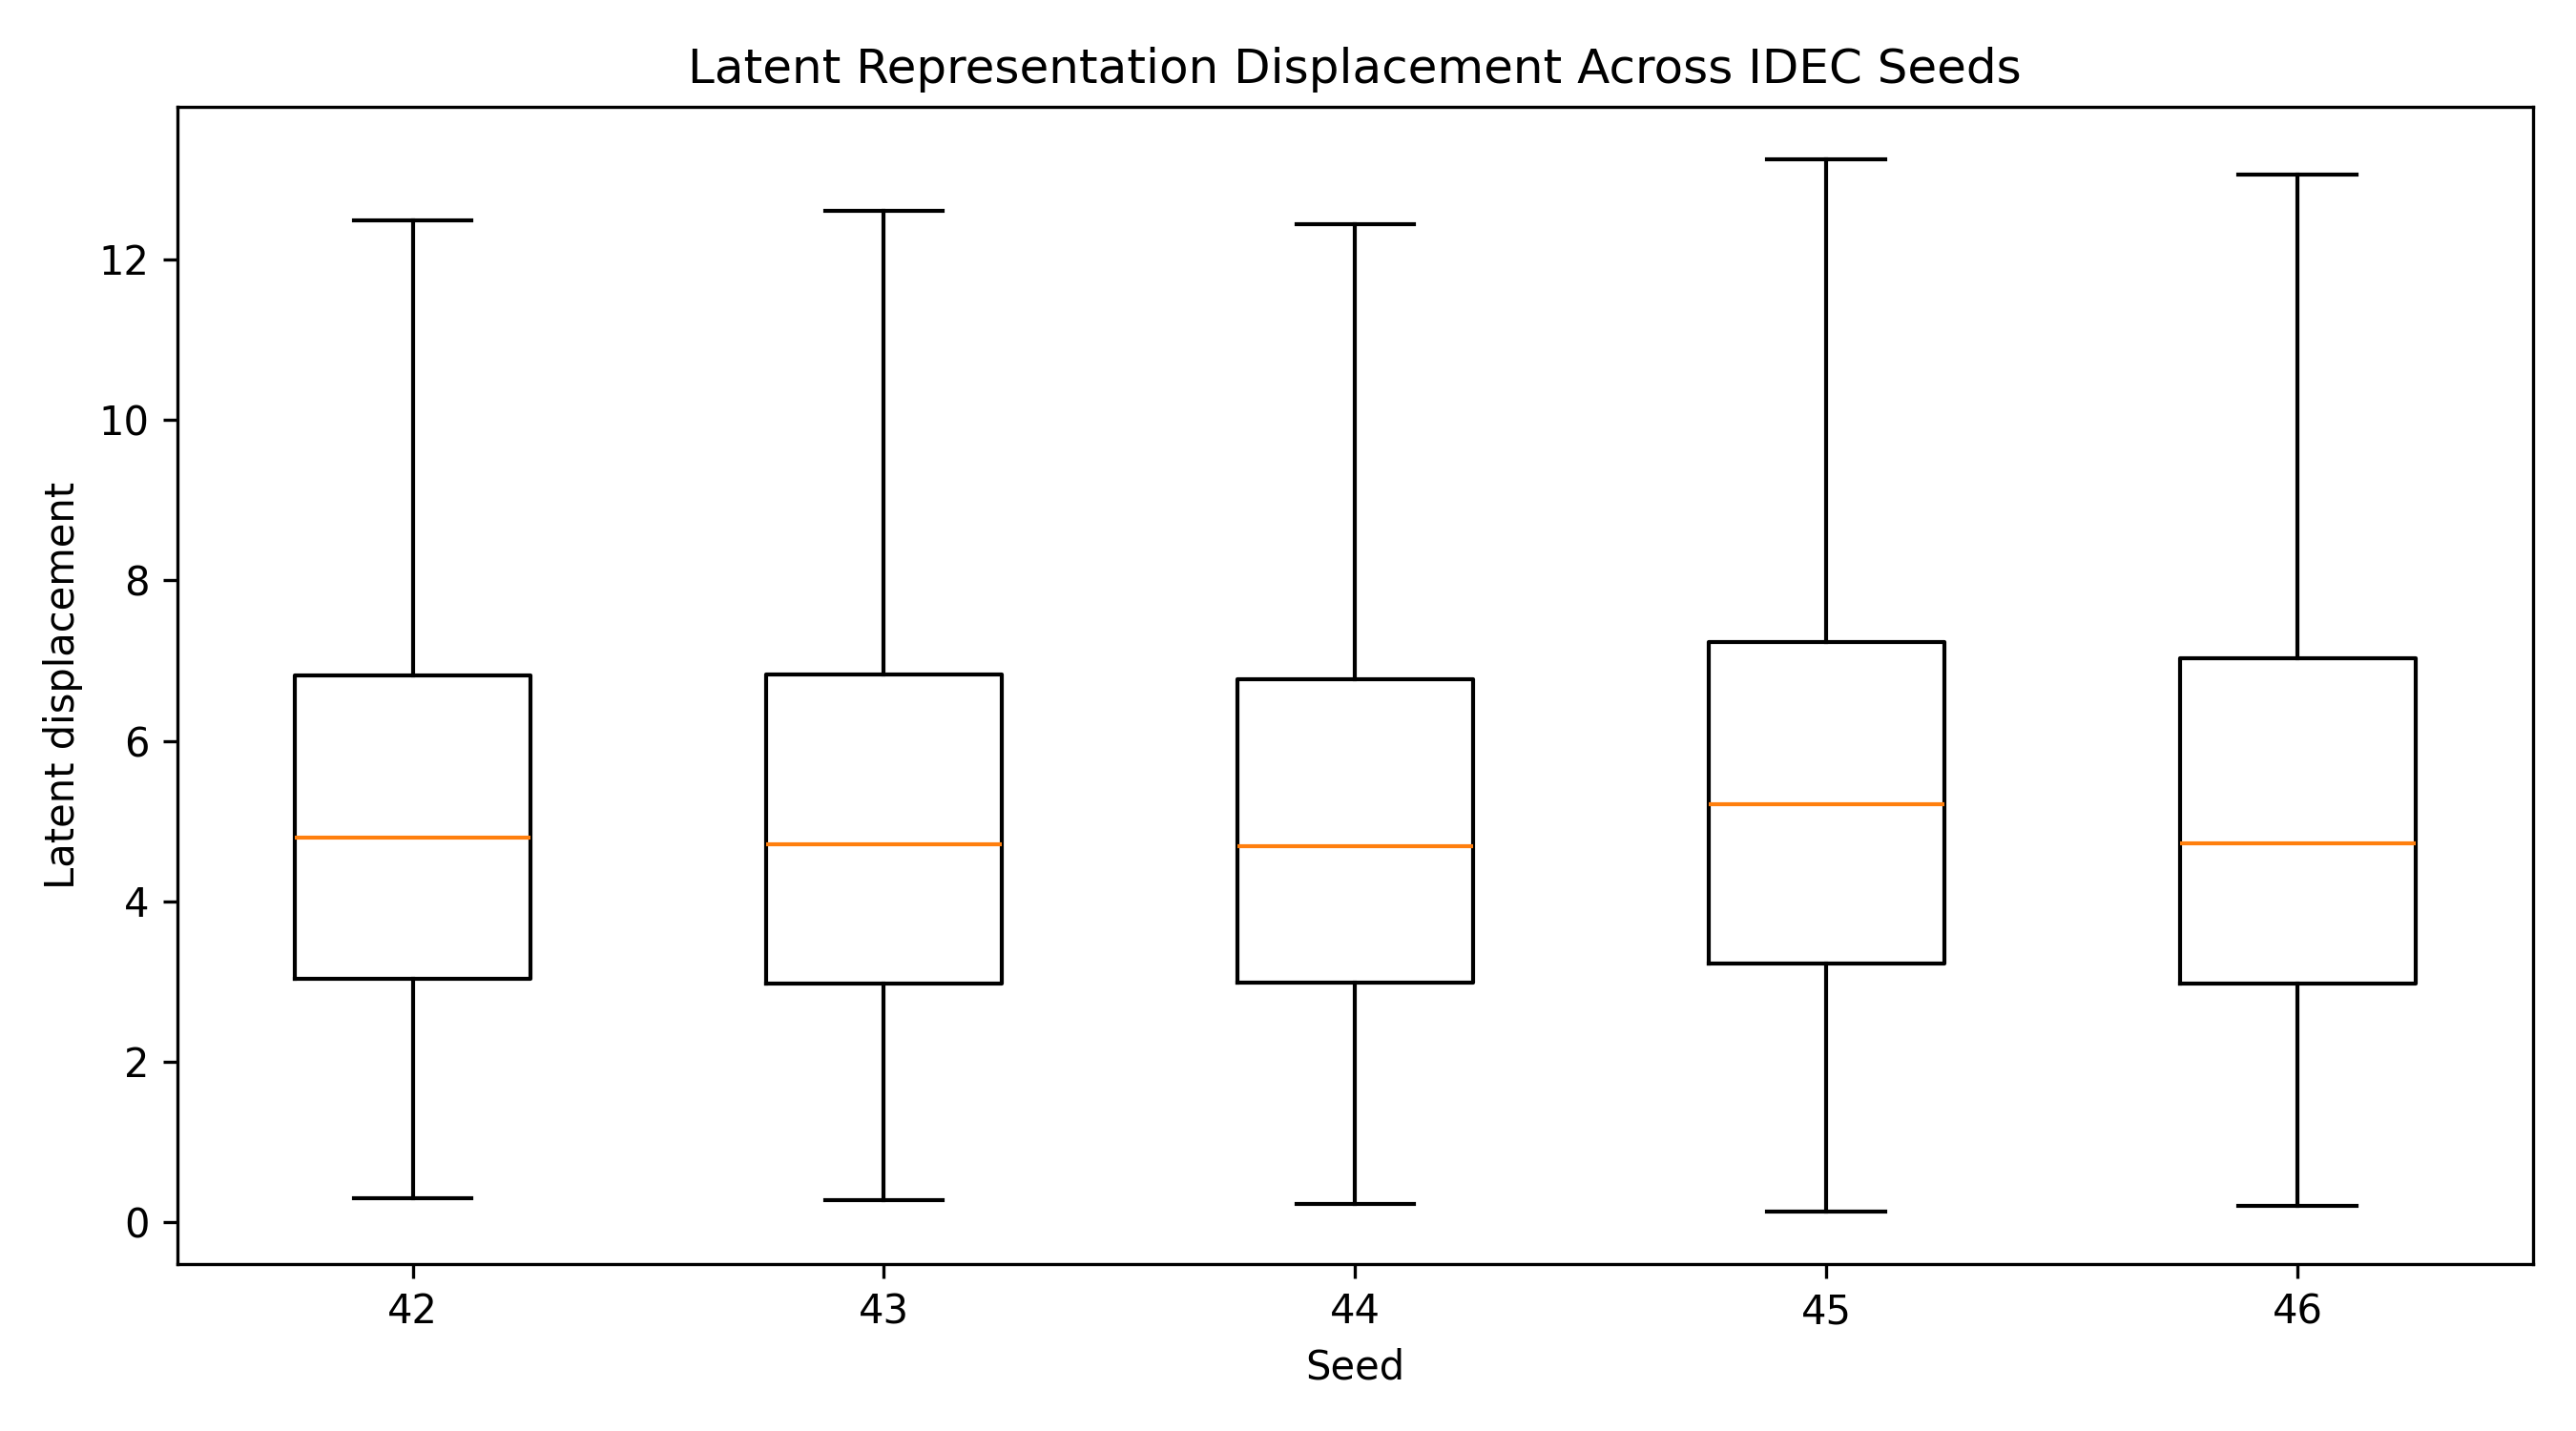 Latent Representation Displacement Across IDEC Seeds
Latent displacement
12
10
8
6
4
2
0
42 43 44 45 46
Seed